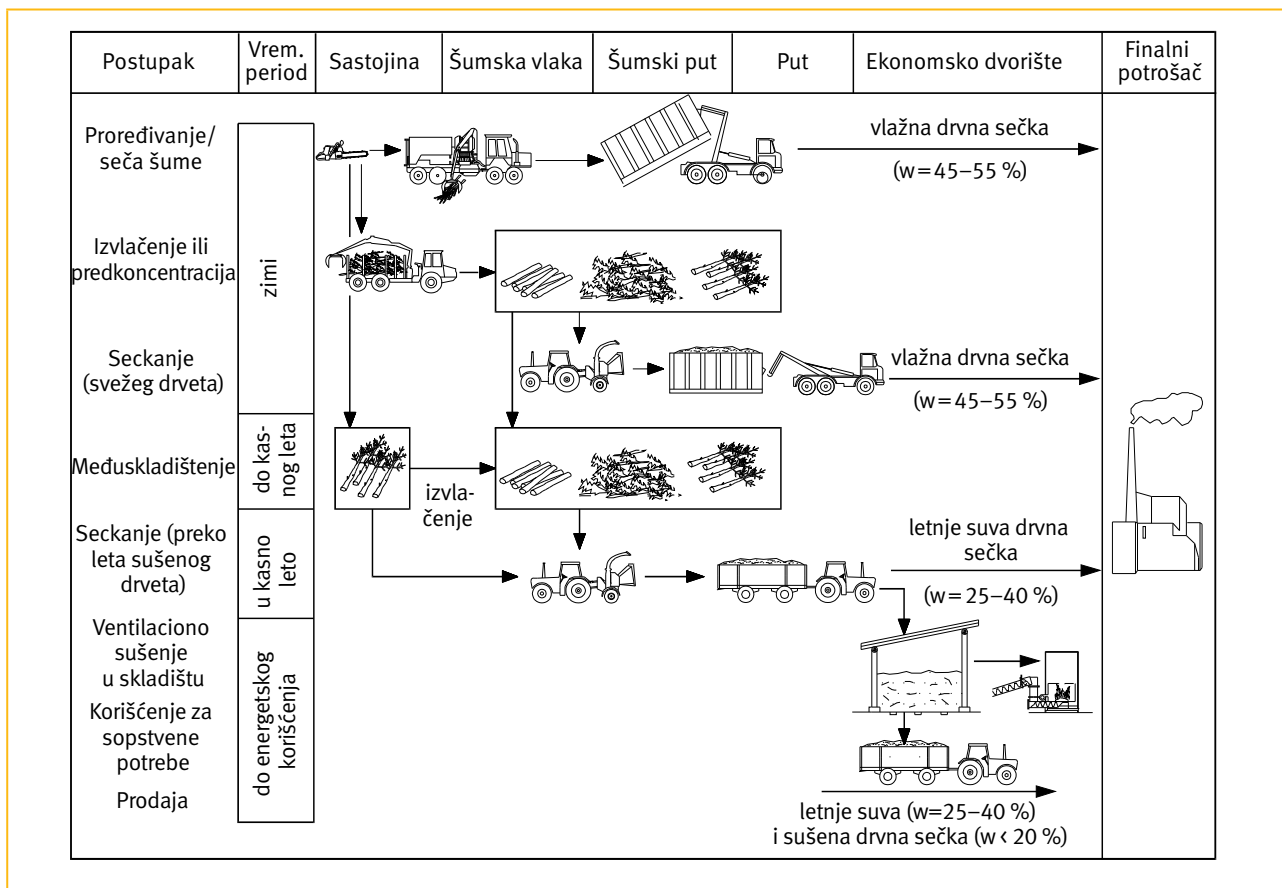 Postupak
Vrem.
period
Sastojina
Šumska vlaka
Šumski put
Put
Ekonomsko dvorište
Finalni
potrošač
Proređivanje/
seča šume
zimi
vlažna drvna sečka
(w=45–55 %)
Izvlačenje ili
predkoncentracija
Seckanje
(svežeg drveta)
vlažna drvna sečka
(w=45–55 %)
Međuskladištenje
do kas-
nog leta
izvla-
čenje
Seckanje (preko
leta sušenog
drveta)
u kasno
leto
letnje suva drvna
sečka
(w=25–40 %)
Ventilaciono
sušenje
u skladištu
do energetskog
korišćenja
Korišćenje za
sopstvene
potrebe
Prodaja
letnje suva (w=25–40 %)
i sušena drvna sečka (w < 20 %)